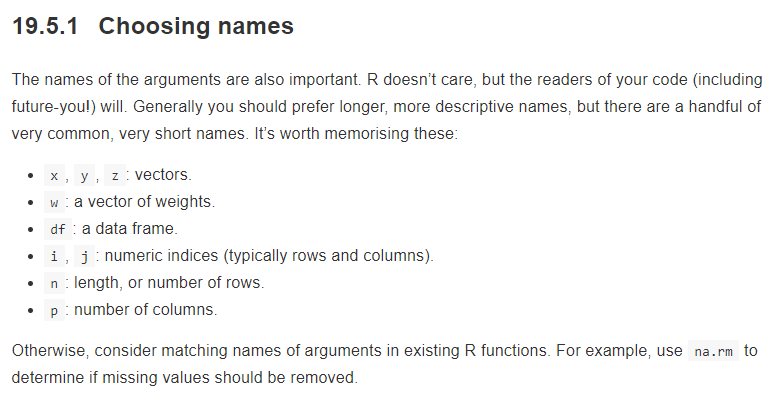 19.5.1 Choosing names
The names of the arguments are also important. R doesn’t care, but the readers of your code (including
future-you!) will. Generally you should prefer longer, more descriptive names, but there are a handful of
very common, very short names. It’s worth memorising these:
• x , y , z : vectors.
• w : a vector of weights.
• df : a data frame.
• i , j : numeric indices (typically rows and columns).
• n : length, or number of rows.
• p : number of columns.
Otherwise, consider matching names of arguments in existing R functions. For example, use na.rm to
determine if missing values should be removed.